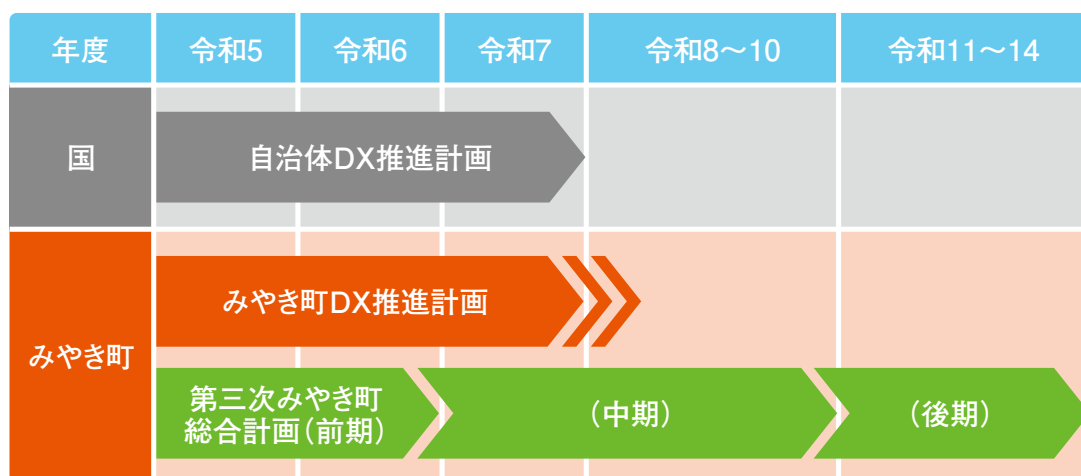 年度
令和5
令和6
令和7
令和8〜10
令和11〜14
国
自治体DX推進計画
みやき町
みやき町DX推進計画
第三次みやき町
総合計画(前期)
(中期)
(後期)